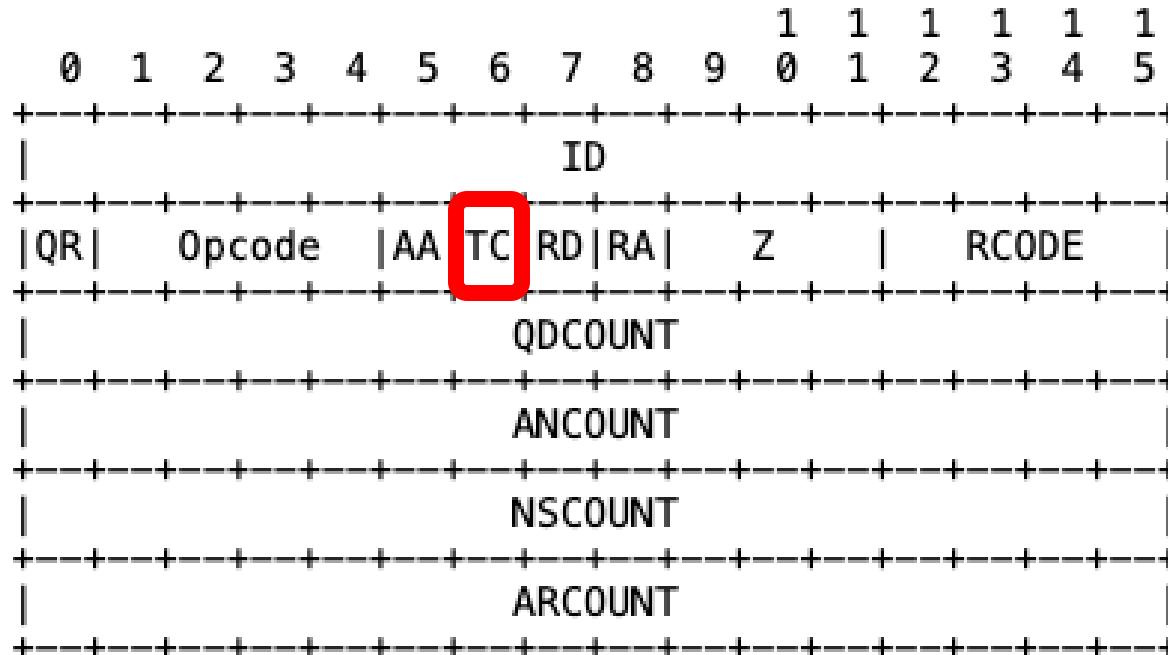 1 1 1 1 1 1
0 1 2 3 4 5 6 7 8 9 0 1 2 3 4 5
+--+--+--+--+--+--+--+--+--+--+--+--+--+--+--+--+
| ID |
+--+--+--+--+--+--+--+--+--+--+--+--+--+--+--+--+
|QR| Opcode |AA TC RD|RA| Z | RCODE |
+--+--+--+--+--+--+--+--+--+--+--+--+--+--+--+--+
| QDCOUNT |
+--+--+--+--+--+--+--+--+--+--+--+--+--+--+--+--+
| ANCOUNT |
+--+--+--+--+--+--+--+--+--+--+--+--+--+--+--+--+
| NSCOUNT |
+--+--+--+--+--+--+--+--+--+--+--+--+--+--+--+--+
| ARCOUNT |
+--+--+--+--+--+--+--+--+--+--+--+--+--+--+--+--+